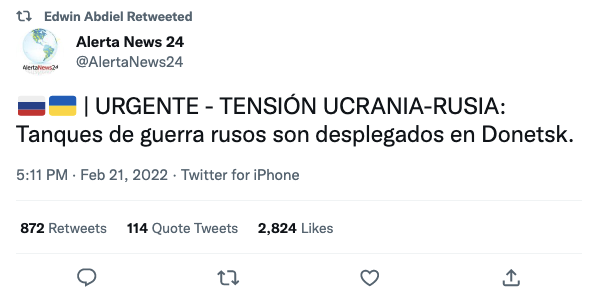 Edwin Abdiel Retweeted
Alerta News 24
AlertaNews24
@AlertaNews24
🇷🇺🇺🇦 | URGENTE - TENSIÓN UCRANIA-RUSIA:
Tanques de guerra rusos son desplegados en Donetsk.
5:11 PM · Feb 21, 2022 · Twitter for iPhone
872 Retweets 114 Quote Tweets 2,824 Likes